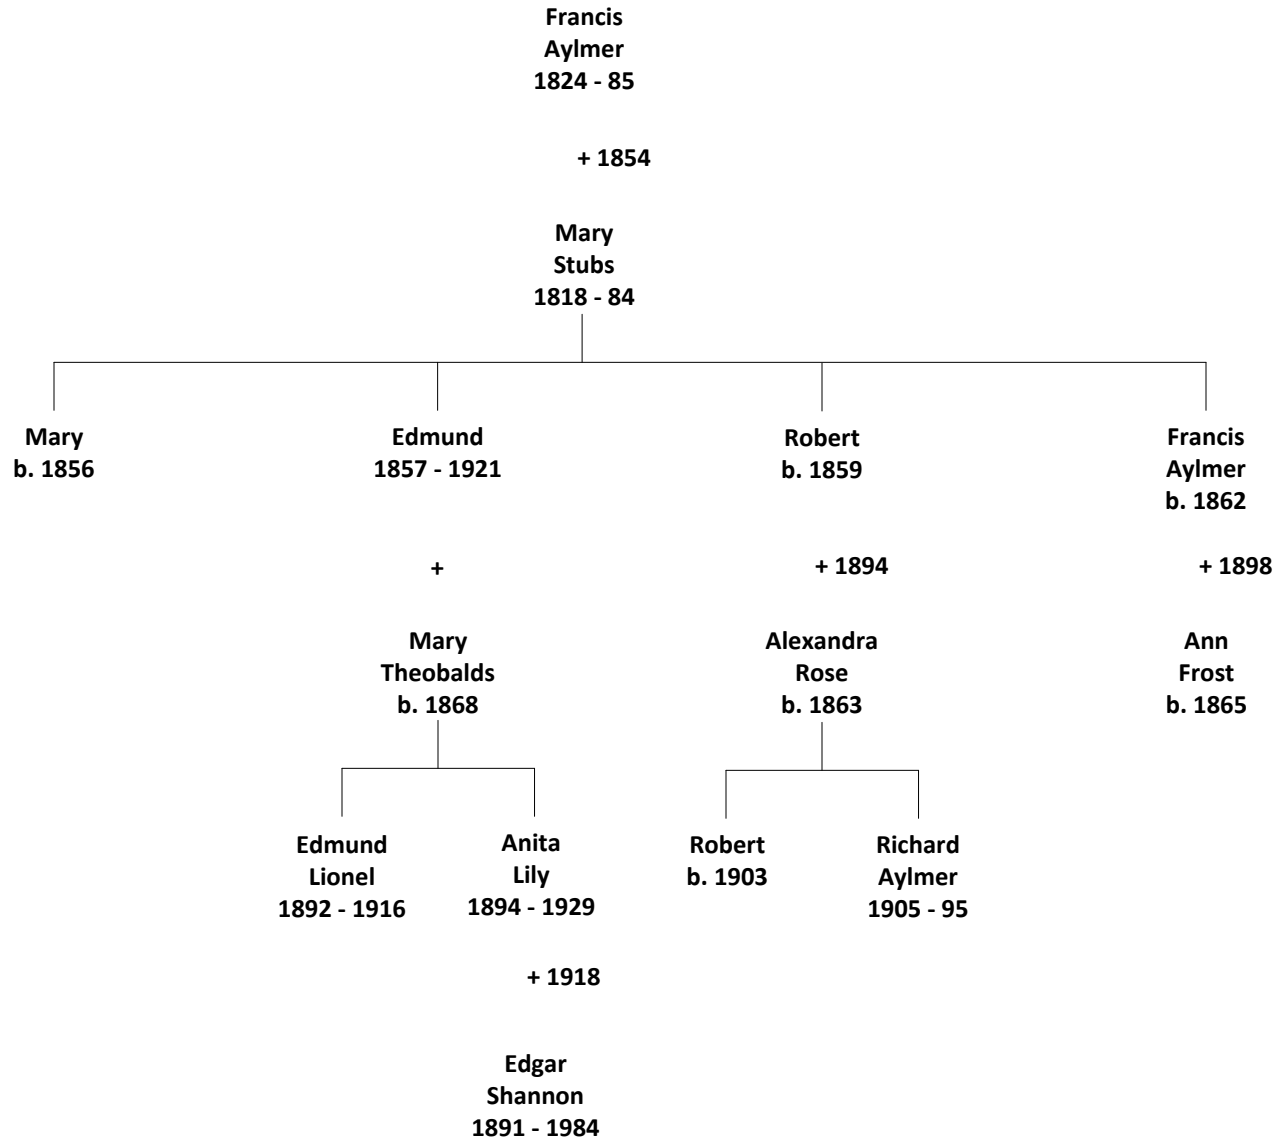 Francis
Aylmer
1824 - 85
+ 1854
Mary
Stubs
1818 - 84
Mary
b. 1856
Edmund
1857 - 1921
Robert
b. 1859
Francis
Aylmer
b. 1862
+
+ 1894
+ 1898
Mary
Theobalds
b. 1868
Alexandra
Rose
b. 1863
Ann
Frost
b. 1865
Edmund
Lionel
1892 - 1916
Anita
Lily
1894 - 1929
Robert
b. 1903
Richard
Aylmer
1905 - 95
+ 1918
Edgar
Shannon
1891 - 1984